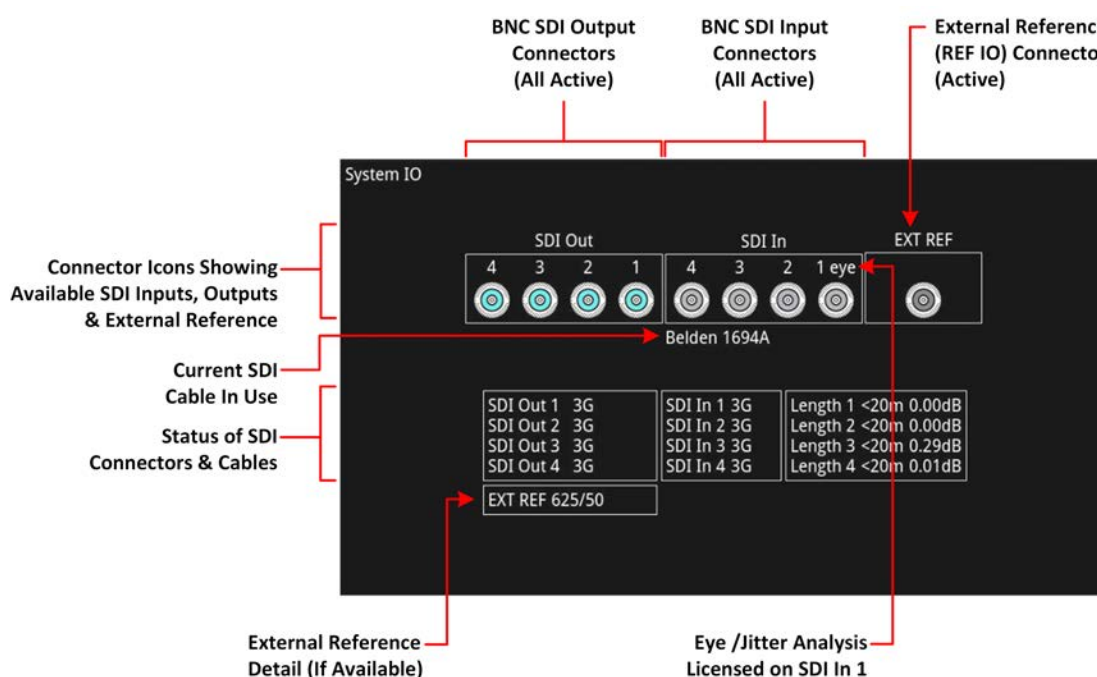 BNC SDI Output
Connectors
(All Active)
BNC SDI Input
Connectors
(All Active)
External Referenc
(REF IO) Connecto
(Active)
System IO
SDI Out
4 3 2 1
SDI In
4 3 2 1 eye
EXT REF
Belden 1694A
Connector Icons Showing
Available SDI Inputs, Outputs
& External Reference
Current SDI
Cable In Use
Status of SDI
Connectors & Cables
SDI Out 1 3G
SDI Out 2 3G
SDI Out 3 3G
SDI Out 4 3G
SDI In 1 3G
SDI In 2 3G
SDI In 3 3G
SDI In 4 3G
Length 1 <20m 0.00dB
Length 2 <20m 0.00dB
Length 3 <20m 0.29dB
Length 4 <20m 0.01dB
EXT REF 625/50
External Reference
Detail (If Available)
Eye /Jitter Analysis
Licensed on SDI In 1